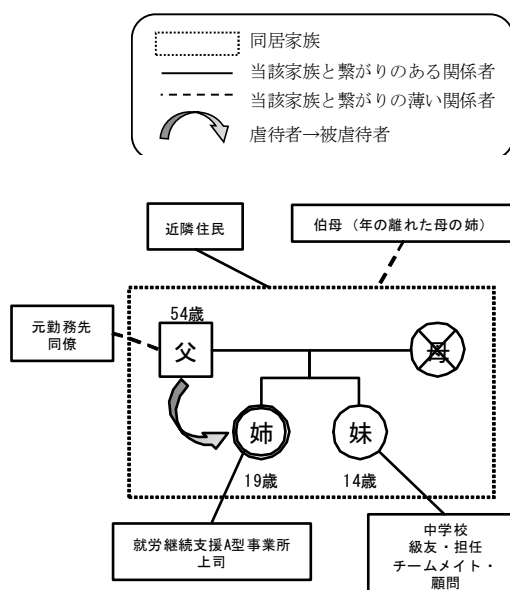 同居家族
当該家族と繋がりのある関係者
当該家族と繋がりの薄い関係者
虐待者→被虐待者
近隣住民
伯母（年の離れた母の姉）
元勤務先
同僚
54歳
父
母
姉
妹
19歳
14歳
就労継続支援A型事業所
上司
中学校
級友・担任
チームメイト・
顧問